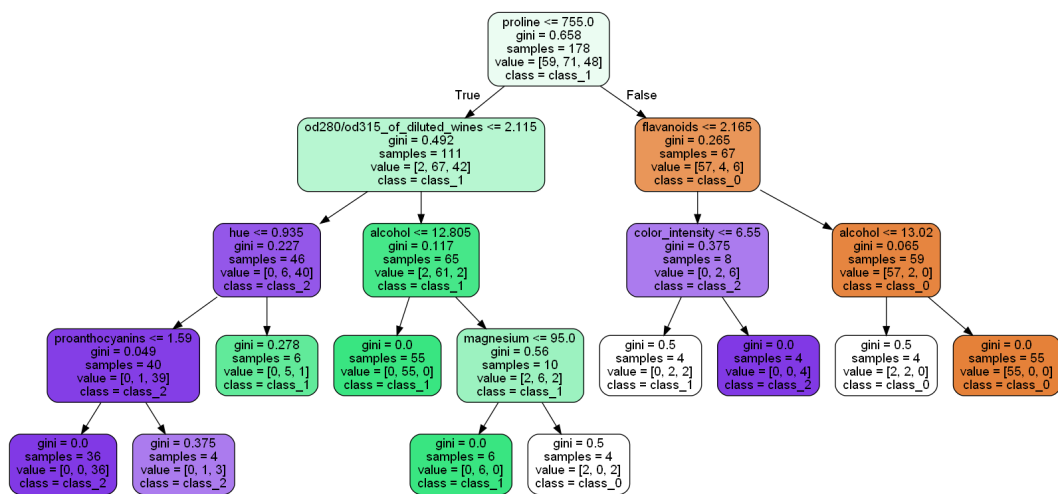 proline <= 755.0
gini = 0.658
samples = 178
value = [59, 71, 48]
class = class_1
True
False
od280/od315_of_diluted_wines <= 2.115
gini = 0.492
samples = 111
value = [2, 67, 42]
class = class_1
flavanoids <= 2.165
gini = 0.265
samples = 67
value = [57, 4, 6]
class = class_0
hue <= 0.935
gini = 0.227
samples = 46
value = [0, 6, 40]
class = class_2
alcohol <= 12.805
gini = 0.117
samples = 65
value = [2, 61, 2]
class = class_1
color_intensity <= 6.55
gini = 0.375
samples = 8
value = [0, 2, 6]
class = class_2
alcohol <= 13.02
gini = 0.065
samples = 59
value = [57, 2, 0]
class = class_0
proanthocyanins <= 1.59
gini = 0.049
samples = 40
value = [0, 1, 39]
class = class_2
gini = 0.278
samples = 6
value = [0, 5, 1]
class = class_1
gini = 0.0
samples = 55
value = [0, 55, 0]
class = class_1
magnesium <= 95.0
gini = 0.56
samples = 10
value = [2, 6, 2]
class = class_1
gini = 0.5
samples = 4
value = [0, 2, 2]
class = class_1
gini = 0.0
samples = 4
value = [0, 0, 4]
class = class_2
gini = 0.5
samples = 4
value = [2, 2, 0]
class = class_0
gini = 0.0
samples = 55
value = [55, 0, 0]
class = class_0
gini = 0.0
samples = 36
value = [0, 0, 36]
class = class_2
gini = 0.375
samples = 4
value = [0, 1, 3]
class = class_2
gini = 0.0
samples = 6
value = [0, 6, 0]
class = class_1
gini = 0.5
samples = 4
value = [2, 0, 2]
class = class_0